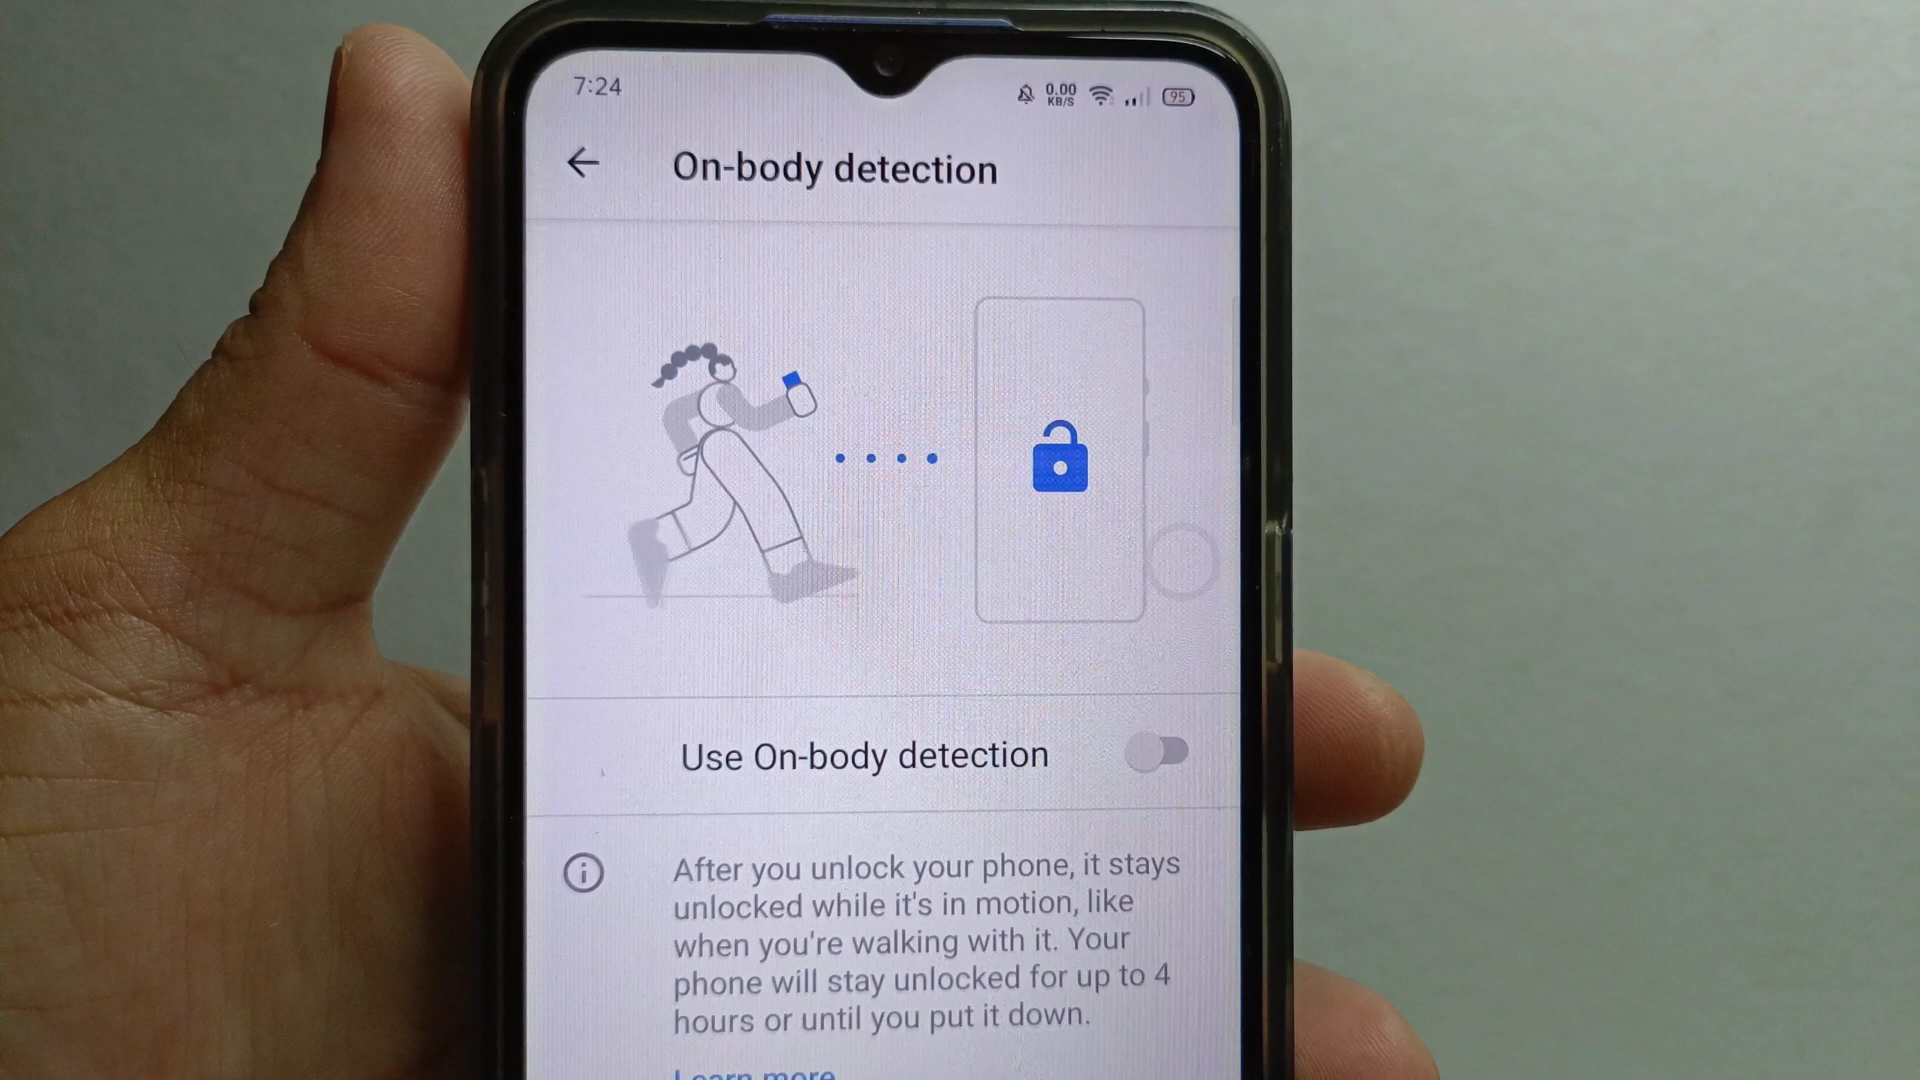 7:24
0.00
KB/S
95
On-body detection
Use On-body detection
After you unlock your phone, it stays
unlocked while it's in motion, like
when you're walking with it. Your
phone will stay unlocked for up to 4
hours or until you put it down.
Learn more